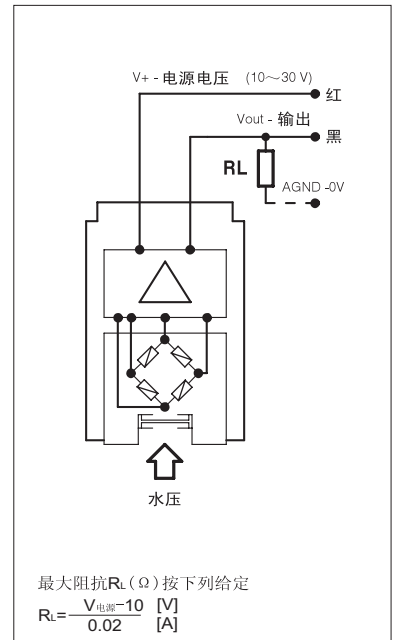 V+ - 电源电压 (10～30 V)
红
Vout - 输出
黑
RL
AGND -0V
水压
最大阻抗RL(Ω)按下列给定
RL= V电源-10 [V]
0.02 [A]